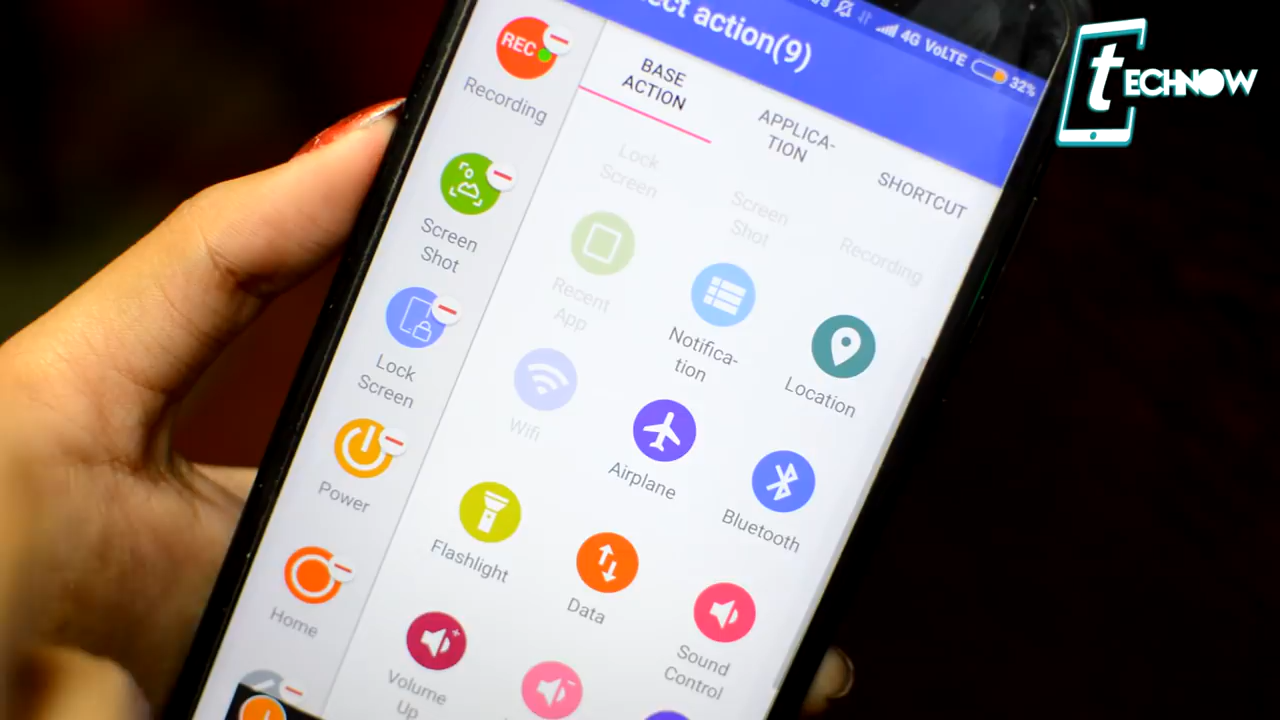 ect action(9)
4G VoLTE 32%
TECHNOW
REC
Recording
Screen
Shot
Lock
Screen
Power
Home
BASE
ACTION
APPLICA-
TION
SHORTCUT
Lock
Screen
Screen
Shot
Recording
Recent
App
Notifica-
tion
Location
Wifi
Airplane
Bluetooth
Flashlight
Data
Sound
Control
Volume
Up